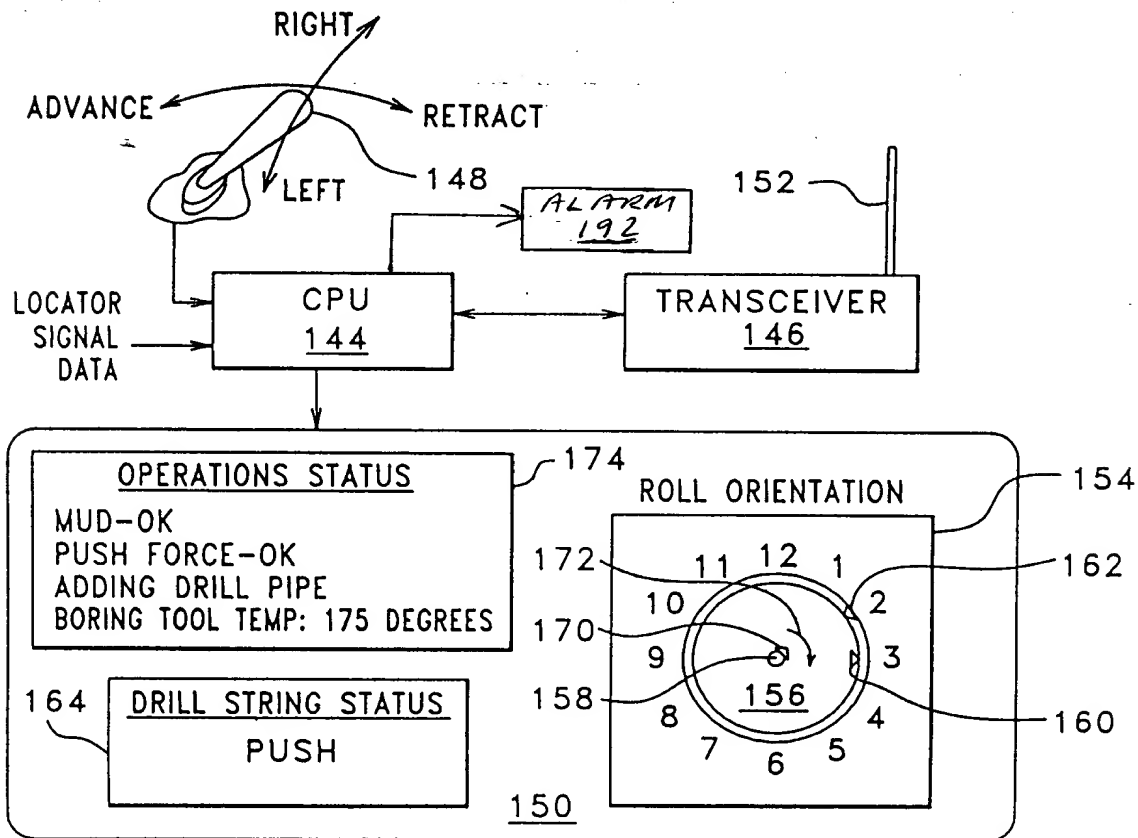 RIGHT
ADVANCE
RETRACT
LEFT
148
152
ALARM
192
CPU
144
TRANSCEIVER
146
LOCATOR
SIGNAL
DATA
OPERATIONS STATUS
MUD-OK
PUSH FORCE-OK
ADDING DRILL PIPE
BORING TOOL TEMP: 175 DEGREES
174
ROLL ORIENTATION
154
172
11 12 1
162
10 2
170
9 3
158
156
160
8 4
7 5
6
164
DRILL STRING STATUS
PUSH
150